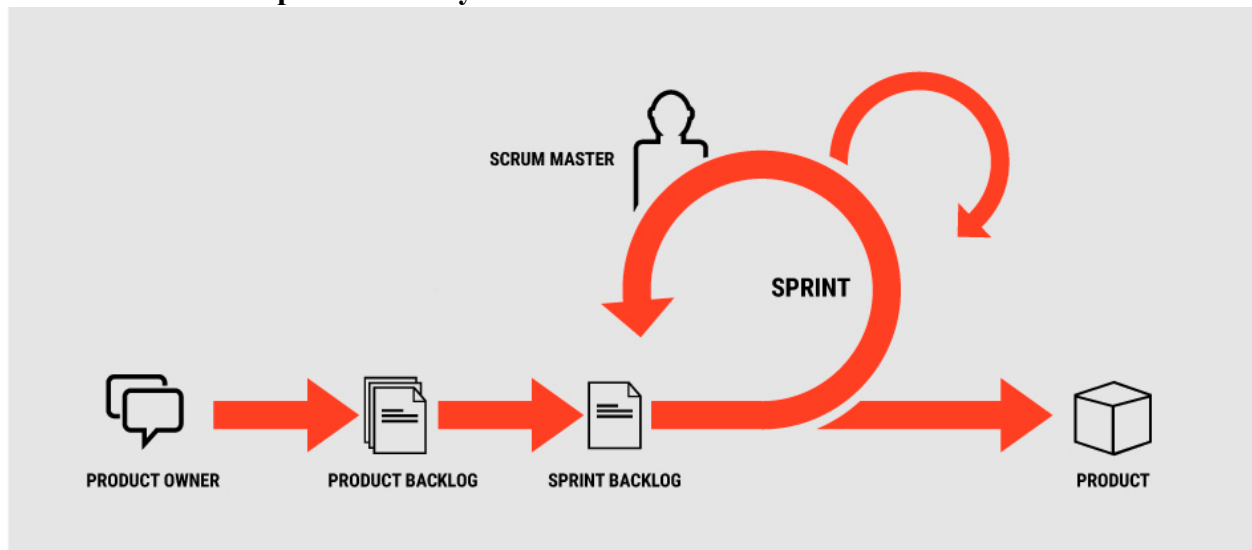 SCRUM MASTER
SPRINT
PRODUCT OWNER
PRODUCT BACKLOG
SPRINT BACKLOG
PRODUCT